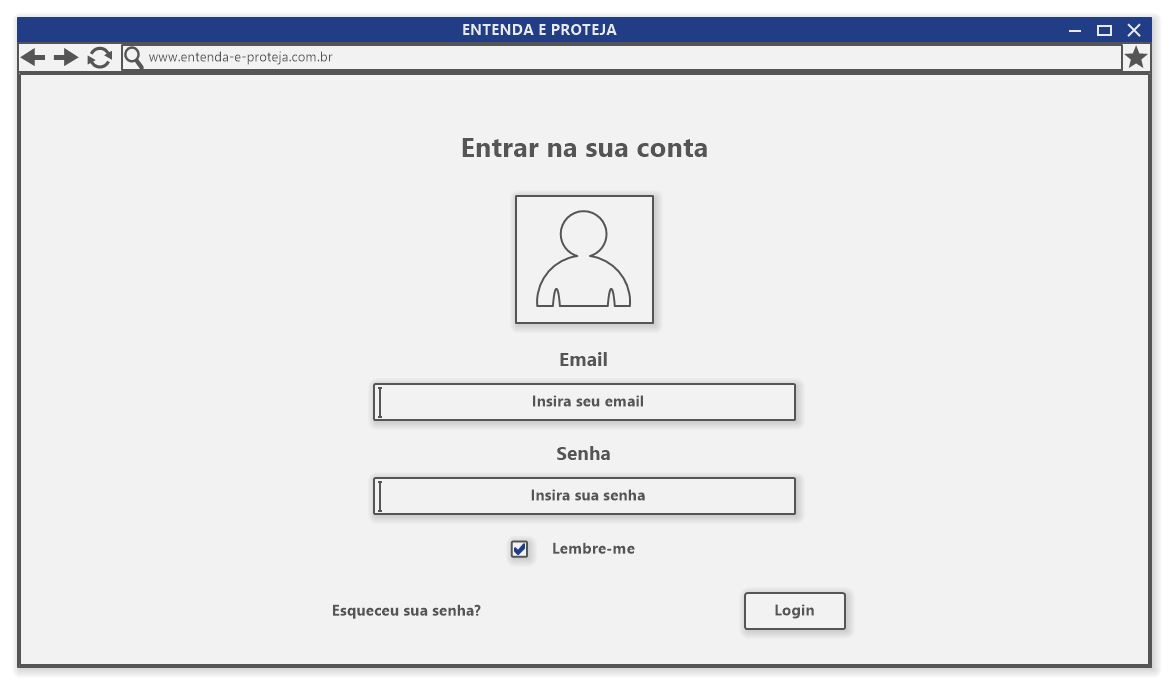 ENTENDA E PROTEJA
www.entenda-e-proteja.com.br
Entrar na sua conta
Email
Insira seu email
Senha
Insira sua senha
Lembre-me
Esqueceu sua senha?
Login